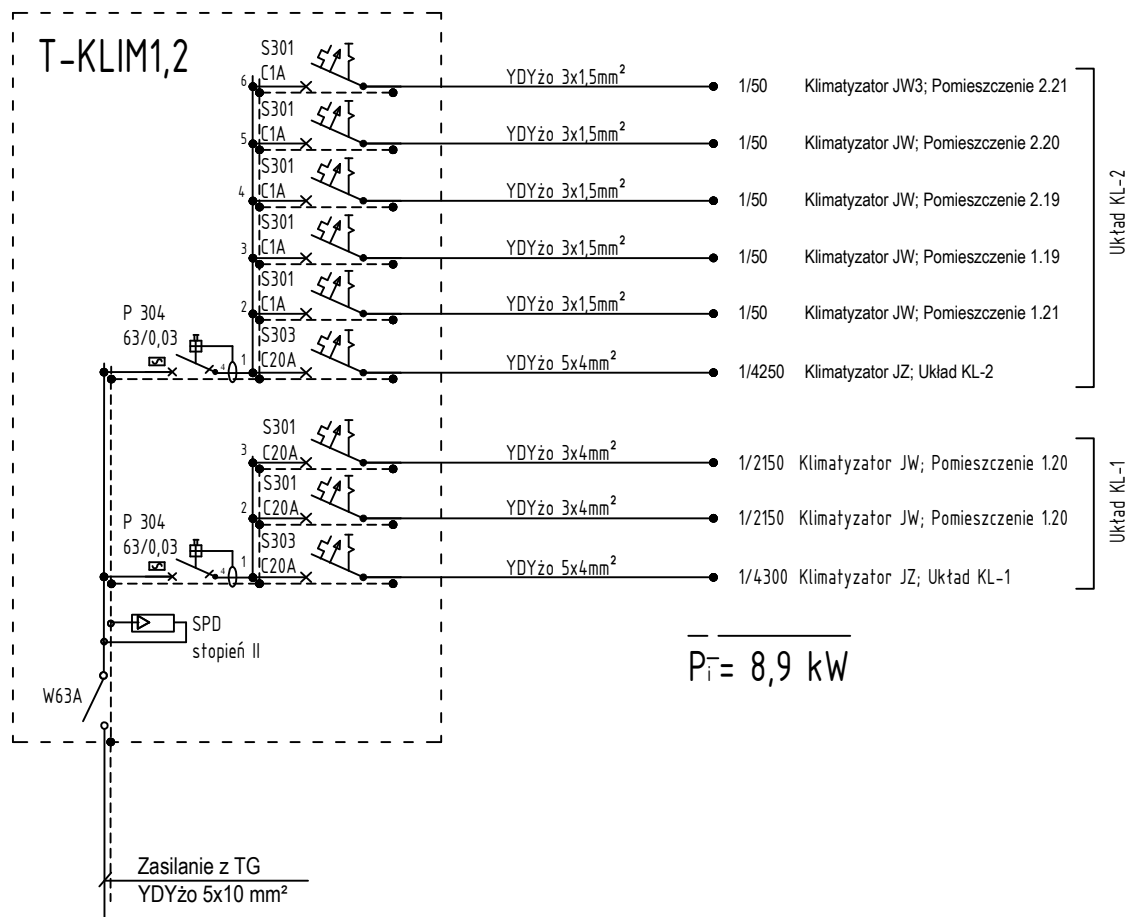 T-KLIM1,2
S301
6 C1A YDYżo 3x1,5mm² 1/50 Klimatyzator JW3; Pomieszczenie 2.21
S301
5 C1A YDYżo 3x1,5mm² 1/50 Klimatyzator JW; Pomieszczenie 2.20
S301
4 C1A YDYżo 3x1,5mm² 1/50 Klimatyzator JW; Pomieszczenie 2.19
S301
3 C1A YDYżo 3x1,5mm² 1/50 Klimatyzator JW; Pomieszczenie 1.19
S301
2 C1A YDYżo 3x1,5mm² 1/50 Klimatyzator JW; Pomieszczenie 1.21
P 304
63/0,03
4
S303
1 C20A YDYżo 5x4mm² 1/4250 Klimatyzator JZ; Układ KL-2
Układ KL-2
S301
3 C20A YDYżo 3x4mm² 1/2150 Klimatyzator JW; Pomieszczenie 1.20
S301
2 C20A YDYżo 3x4mm² 1/2150 Klimatyzator JW; Pomieszczenie 1.20
P 304
63/0,03
4
S303
1 C20A YDYżo 5x4mm² 1/4300 Klimatyzator JZ; Układ KL-1
Układ KL-1
SPD
stopień II
Pi = 8,9 kW
W63A
Zasilanie z TG
YDYżo 5x10 mm²